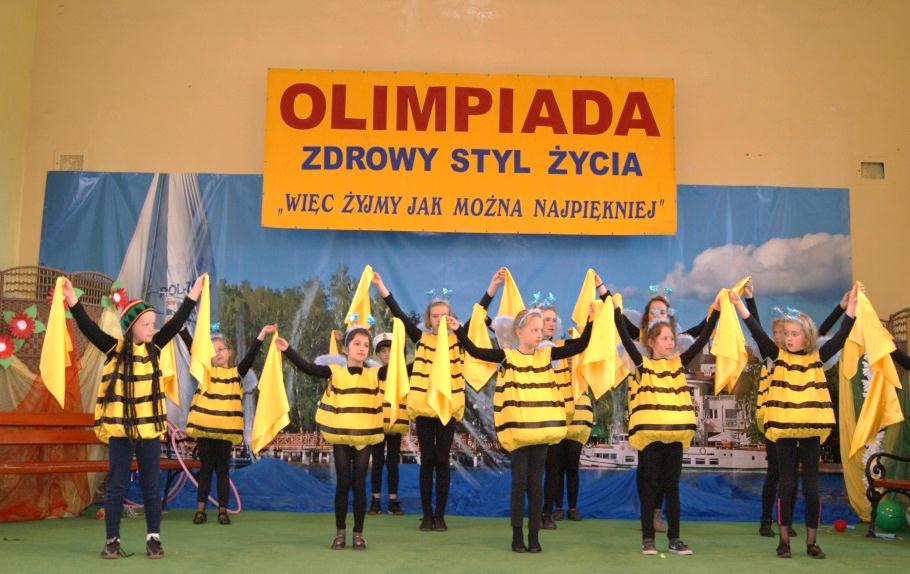 OLIMPIADA
ZDROWY STYL ŻYCIA
„WIĘC ŻYJMY JAK MOŻNA NAJPIĘKNIEJ"